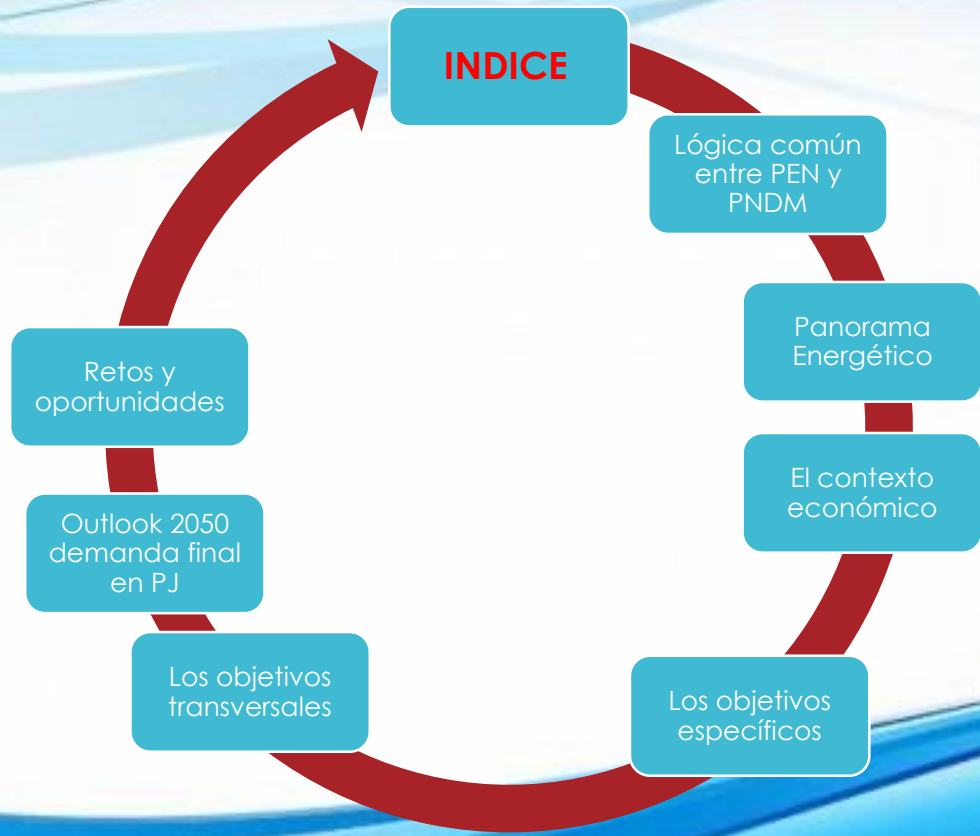 INDICE
Lógica común
entre PEN y
PNDM
Panorama
Energético
El contexto
económico
Los objetivos
específicos
Los objetivos
transversales
Outlook 2050
demanda final
en PJ
Retos y
oportunidades